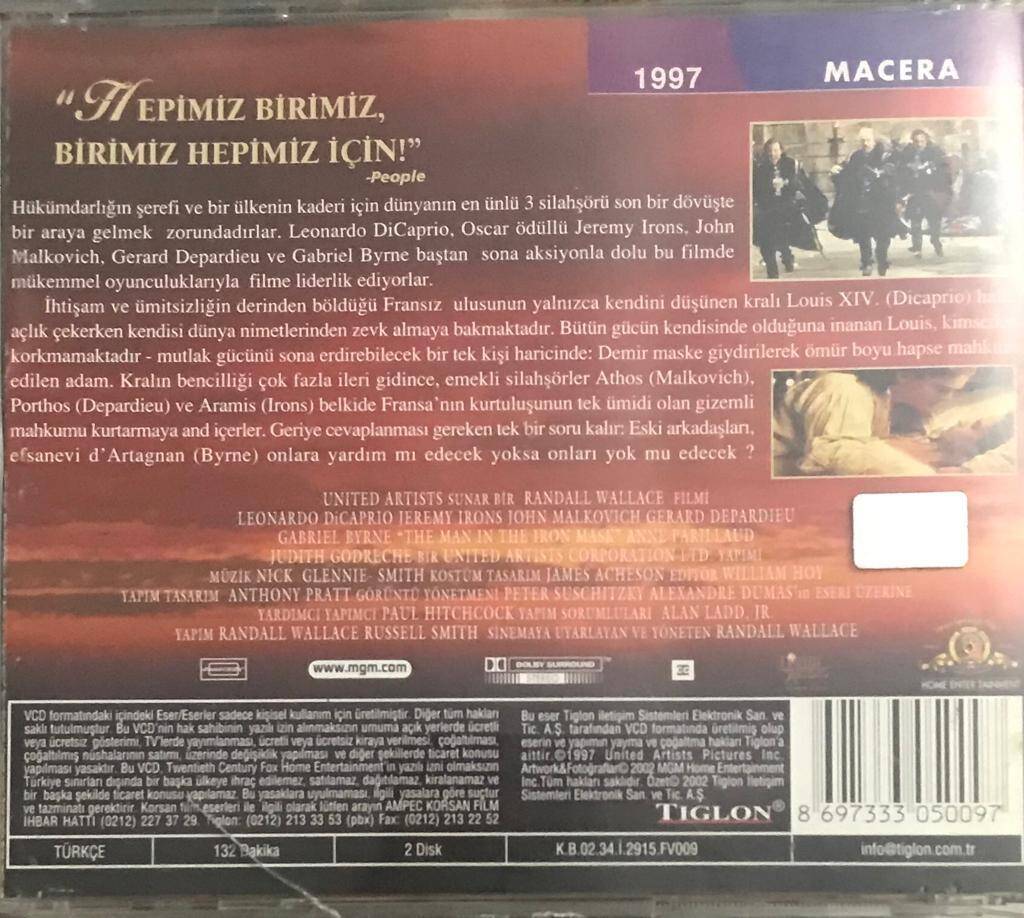 1997
MACERA
"HEPİMİZ BİRİMİZ,
BİRİMİZ HEPİMİZ İÇİN!"
-People
Hükümdarlığın şerefi ve bir ülkenin kaderi için dünyanın en ünlü 3 silahşörü son bir dövüşte
bir araya gelmek zorundadırlar. Leonardo DiCaprio, Oscar ödüllü Jeremy Irons, John
Malkovich, Gerard Depardieu ve Gabriel Byrne baştan sona aksiyonla dolu bu filmde
mükemmel oyunculuklarıyla filme liderlik ediyorlar.
İhtişam ve ümitsizliğin derinden böldüğü Fransız ulusunun yalnızca kendini düşünen kralı Louis XIV. (Dicaprio)
açlık çekerken kendisi dünya nimetlerinden zevk almaya bakmaktadır. Bütün gücün kendisinde olduğuna inanan Louis,
korkmamaktadır - mutlak gücünü sona erdirebilecek bir tek kişi haricinde: Demir maske giydirilerek ömür boyu hapse
edilen adam. Kralın bencilliği çok fazla ileri gidince, emekli silahşörler Athos (Malkovich),
Porthos (Depardieu) ve Aramis (Irons) belkide Fransa'nın kurtuluşunun tek ümidi olan gizemli
mahkumu kurtarmaya and içerler. Geriye cevaplanması gereken tek bir soru kalır: Eski arkadaşları,
efsanevi d'Artagnan (Byrne) onlara yardım mı edecek yoksa onları yok mu edecek ?
UNITED ARTISTS SUNAR BİR RANDALL WALLACE FİLMİ
LEONARDO DiCAPRIO JEREMY IRONS JOHN MALKOVICH GERARD DEPARDIEU
GABRIEL BYRNE "THE MAN IN THE IRON MASK" ANNE PARILLAUD
JUDITH GODRECHE BİR UNITED ARTISTS CORPORATION LTD YAPIMI
MÜZİK NICK GLENNIE- SMITH KOSTÜM TASARIM JAMES ACHESON EDITOR WILLIAM HOY
YAPIM TASARIM ANTHONY PRATT GÖRÜNTÜ YÖNETMENİ PETER SUSCHITZKY ALEXANDRE DUMAS'ın ESERİ ÜZERİNE
YARDIMCI YAPIMCI PAUL HITCHCOCK YAPIM SORUMLULARI ALAN LADD, JR.
YAPIM RANDALL WALLACE RUSSELL SMITH SİNEMAYA UYARLAYAN VE YÖNETEN RANDALL WALLACE
www.mgm.com
DOLBY SURROUND
STEREO
HOME ENTERTAINMENT
VCD formatındaki içindeki Eser/Eserler sadece kişisel kullanım için üretilmiştir. Diğer tüm hakları
saklı tutulmuştur. Bu VCD'nin hak sahibinin yazılı izin alınmaksızın umuma açık yerlerde ücretli
veya ücretsiz gösterimi, TV'lerde yayımlanması, ücretli veya ücretsiz kiraya verilmesi, çoğaltılması,
çoğaltılmış nüshalarının satımı, üzerinde değişiklik yapılması ve diğer şekillerde ticaret konusu
yapılması yasaktır. Bu VCD, Twentieth Century Fox Home Entertainment'in yazılı izni olmaksızın
Türkiye sınırları dışında bir başka ülkeye ihraç edilemez, satılamaz, dağıtılamaz, kiralanamaz ve
bir başka şekilde ticaret konusu yapılamaz. Bu yasaklara uyulmaması, ilgili yasalara göre suçtur
ve tazminatı gerektirir. Korsan film eserleri ile ilgili olarak lütfen arayın AMPEC KORSAN FİLM
İHBAR HATTI (0212) 227 37 29. Tiglon: (0212) 213 33 53 (pbx) Fax: (0212) 213 22 52
Bu eser Tiglon İletişim Sistemleri Elektronik San. ve
Tic. A.Ş. tarafından VCD formatında üretilmiş olup
eserin ve yapımın yayma ve çoğaltma hakları Tiglon'a
aittir.©1997 United Artists Pictures Inc.
Artwork&Fotoğraflar© 2002 MGM Home Entertainment
Inc.Tüm hakları saklıdır. Özet© 2002 Tiglon İletişim
Sistemleri Elektronik San. ve Tic. A.Ş.
TIGLON®
8 697333 050097
TÜRKÇE
132 Dakika
2 Disk
K.B.02.34.I.2915.FV009
info@tiglon.com.tr